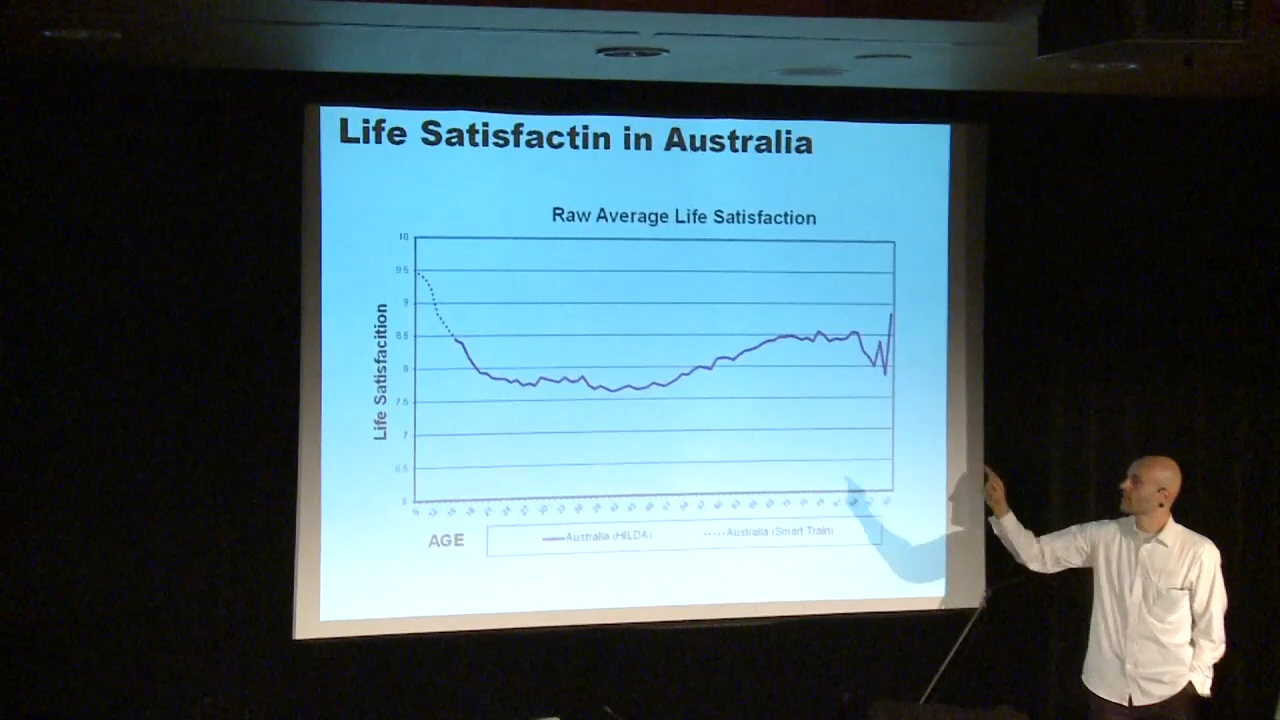 Life Satisfactin in Australia
Raw Average Life Satisfaction
10
9.5
9
8.5
8
7.5
7
6.5
6
Life Satisfacition
AGE
Australia (HILDA)
Australia (Smart Train)